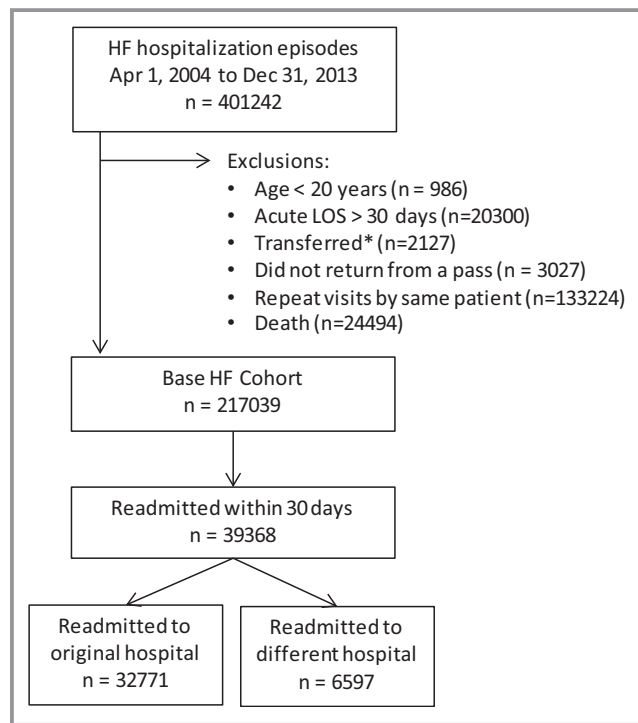 HF hospitalization episodes
Apr 1, 2004 to Dec 31, 2013
n = 401242
Exclusions:
• Age < 20 years (n = 986)
• Acute LOS > 30 days (n=20300)
• Transferred* (n=2127)
• Did not return from a pass (n = 3027)
• Repeat visits by same patient (n=133224)
• Death (n=24494)
Base HF Cohort
n = 217039
Readmitted within 30 days
n = 39368
Readmitted to
original hospital
n = 32771
Readmitted to
different hospital
n = 6597